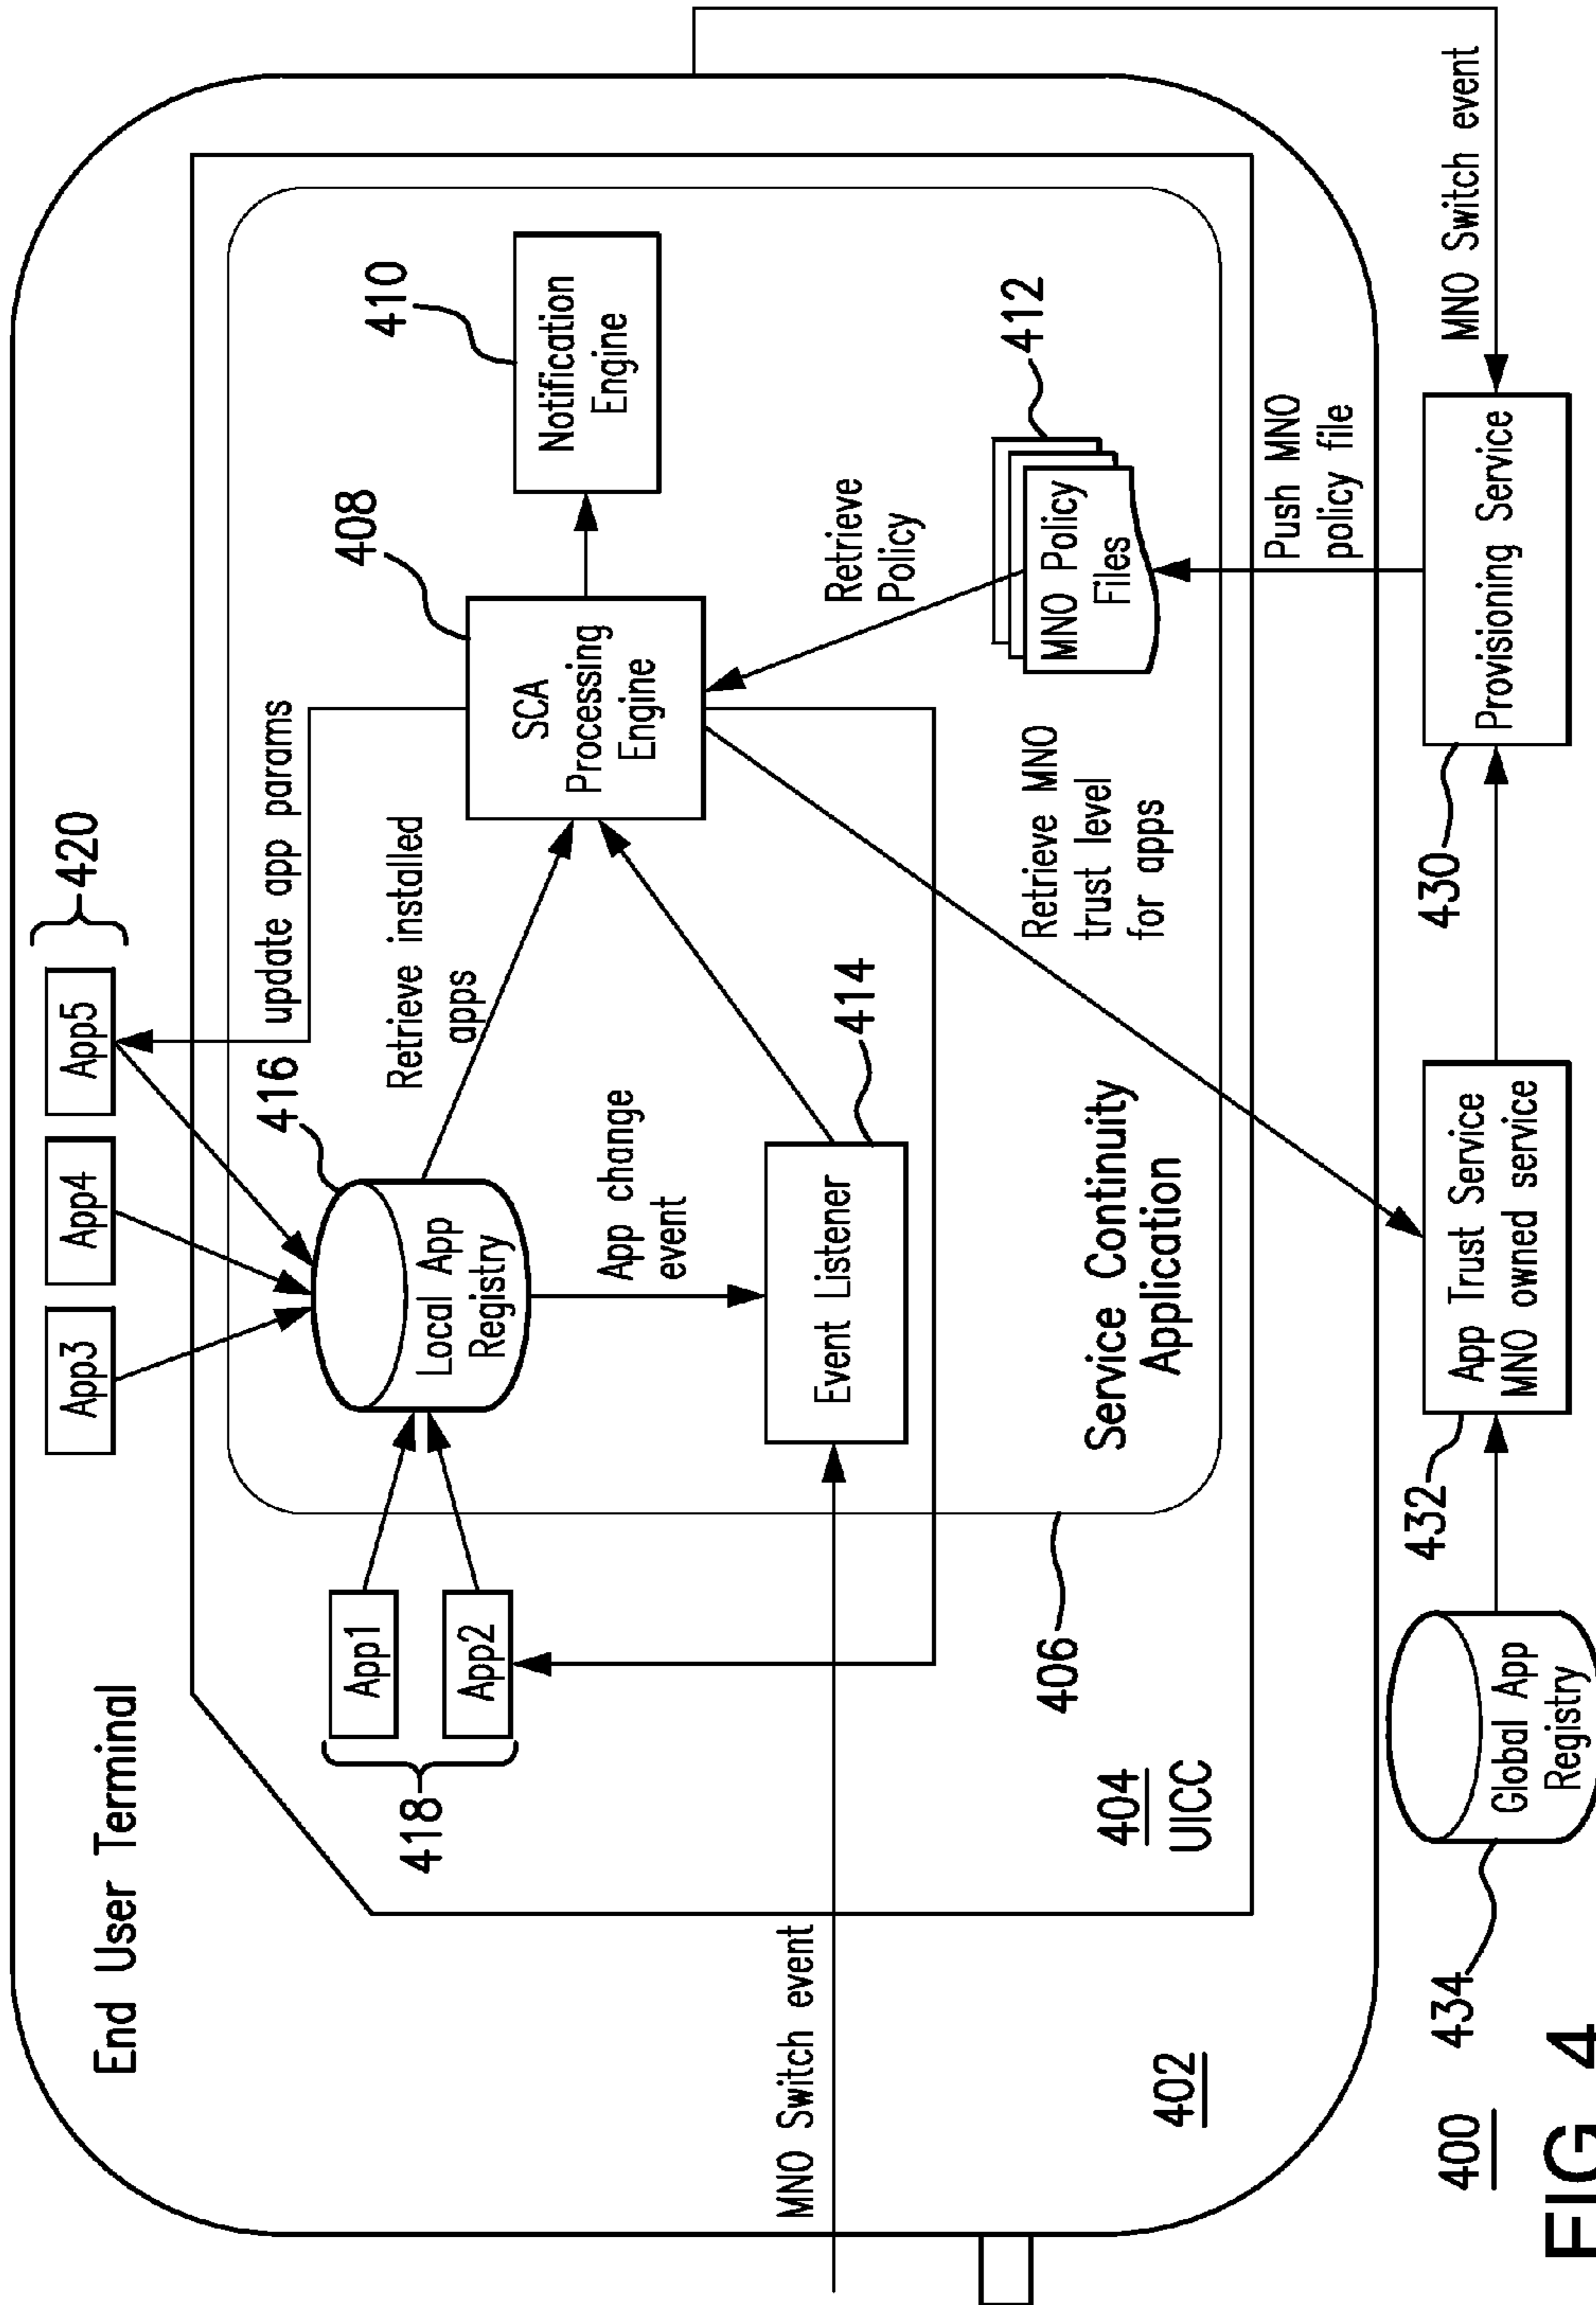 End User Terminal
App3
App4
App5
420
update app params
416
Local App
Registry
Retrieve installed
apps
408
SCA
Processing
Engine
410
Notification
Engine
App1
App2
418
App change
event
Event Listener
414
Retrieve
Policy
412
MNO Policy
Files
Retrieve MNO
trust level
for apps
Service Continuity
Application
406
404
UICC
MNO Switch event
402
Push MNO
policy file
MNO Switch event
Provisioning Service
430
App Trust Service
MNO owned service
432
Global App
Registry
434
400
FIG. 4